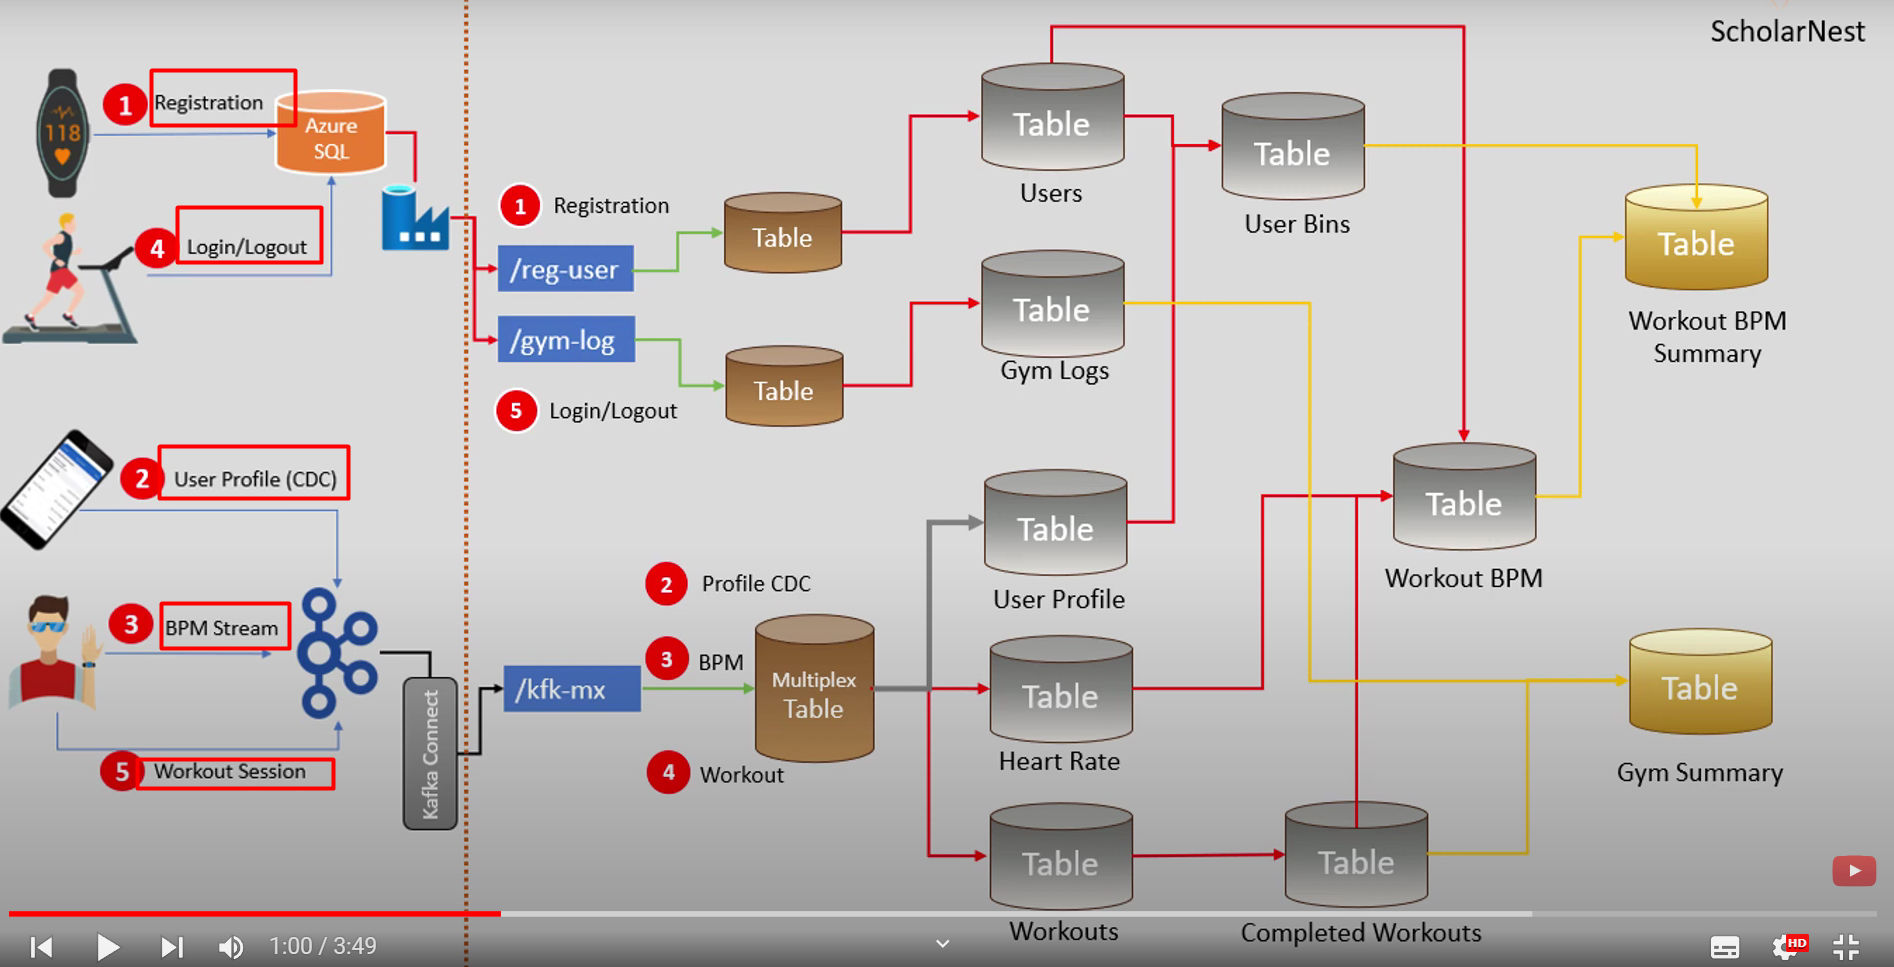 ScholarNest
1
Registration
118
Azure
SQL
4
Login/Logout
1
Registration
/reg-user
Table
/gym-log
Table
5
Login/Logout
Table
Users
Table
User Bins
Table
Gym Logs
Table
Workout BPM
Summary
2
User Profile (CDC)
3
BPM Stream
5
Workout Session
Kafka Connect
/kfk-mx
2
Profile CDC
3
BPM
4
Workout
Multiplex
Table
Table
User Profile
Table
Heart Rate
Table
Workouts
Table
Completed Workouts
Table
Workout BPM
Table
Gym Summary
1:00 / 3:49
HD